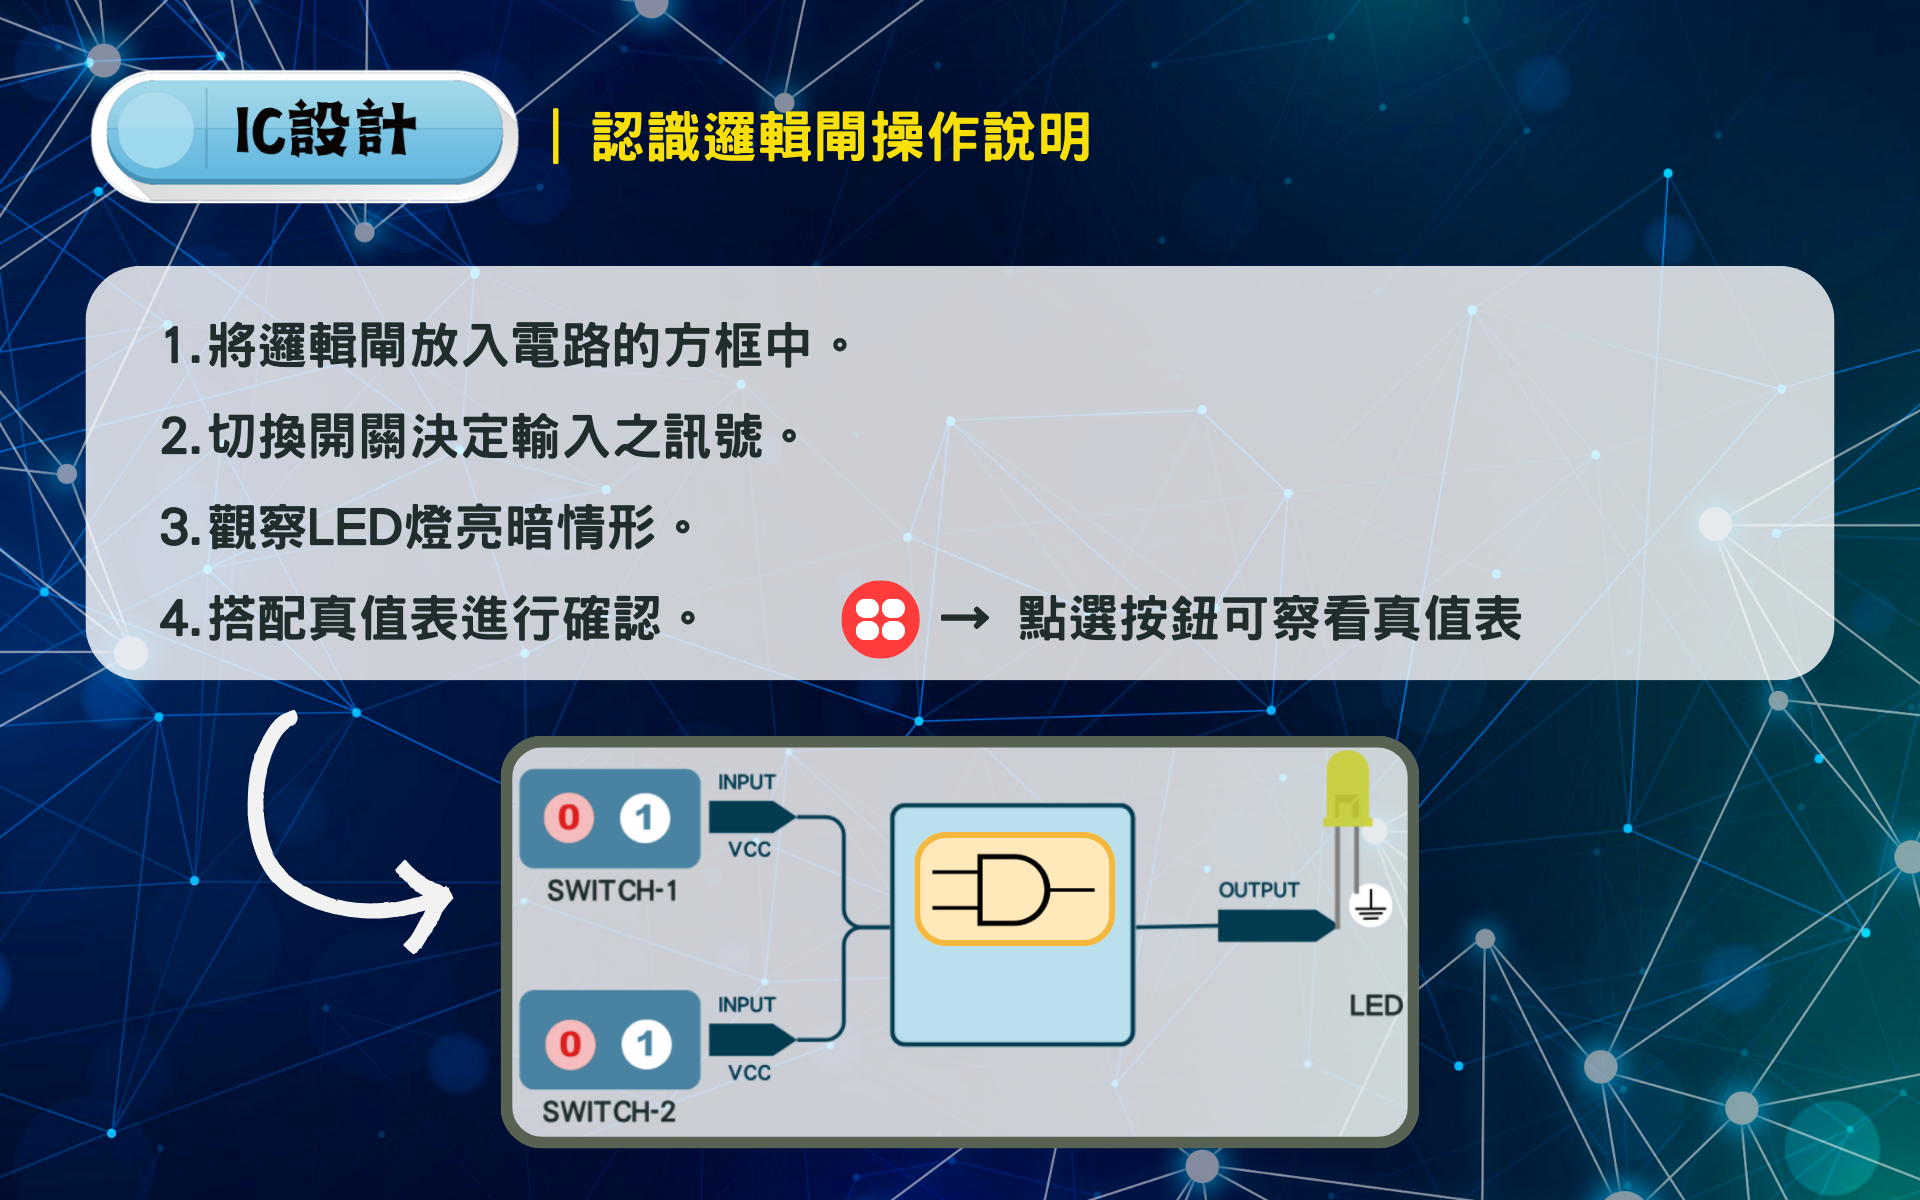 IC設計
認識邏輯閘操作說明
1.將邏輯閘放入電路的方框中。
2.切換開關決定輸入之訊號。
3.觀察LED燈亮暗情形。
4.搭配真值表進行確認。
→ 點選按鈕可察看真值表
INPUT
0 1
VCC
SWITCH-1
OUTPUT
LED
INPUT
0 1
VCC
SWITCH-2